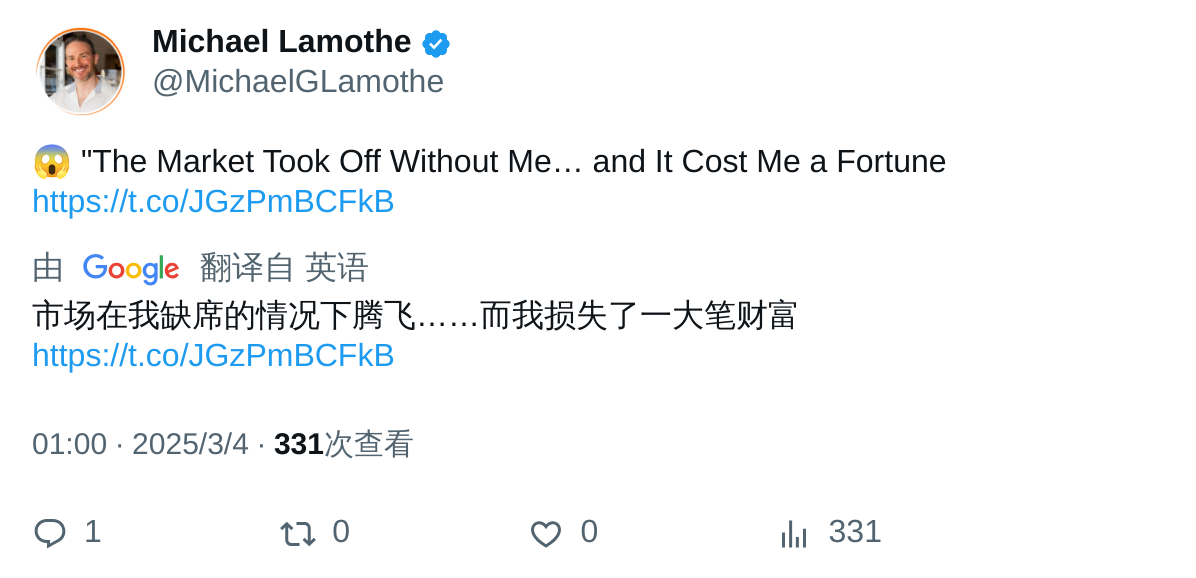 Michael Lamothe
@MichaelGLamothe
😱 "The Market Took Off Without Me… and It Cost Me a Fortune
https://t.co/JGzPmBCFkB
由 Google 翻译自 英语
市场在我缺席的情况下腾飞……而我损失了一大笔财富
https://t.co/JGzPmBCFkB
01:00 · 2025/3/4 · 331次查看
1 0 0 331